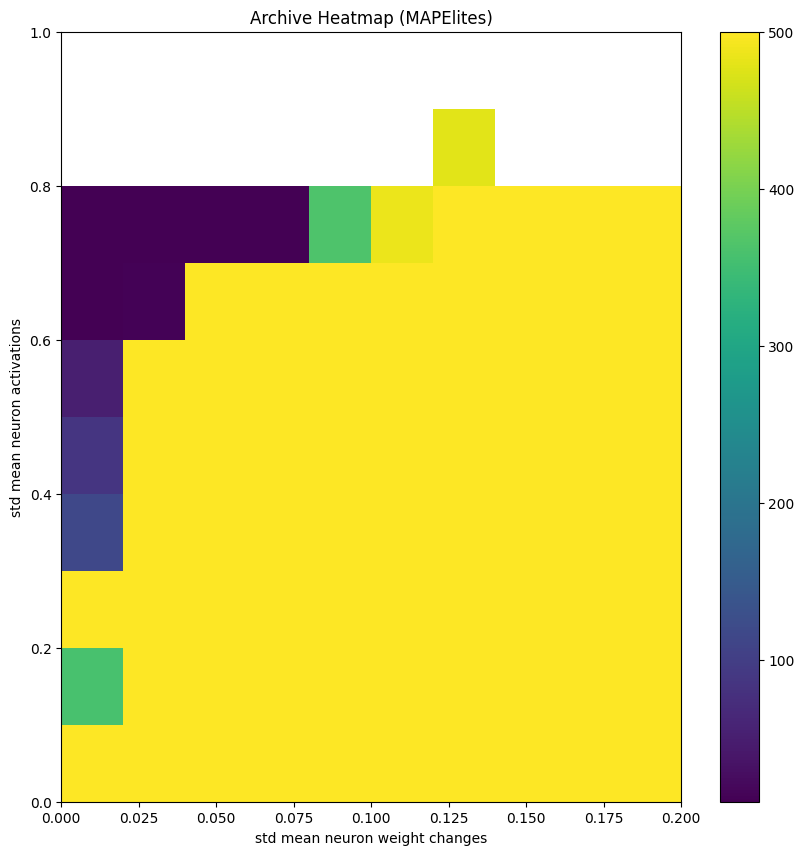 Archive Heatmap (MAPElites)
1.0
0.8
0.6
0.4
0.2
0.0
std mean neuron activations
0.000 0.025 0.050 0.075 0.100 0.125 0.150 0.175 0.200
std mean neuron weight changes
500
400
300
200
100